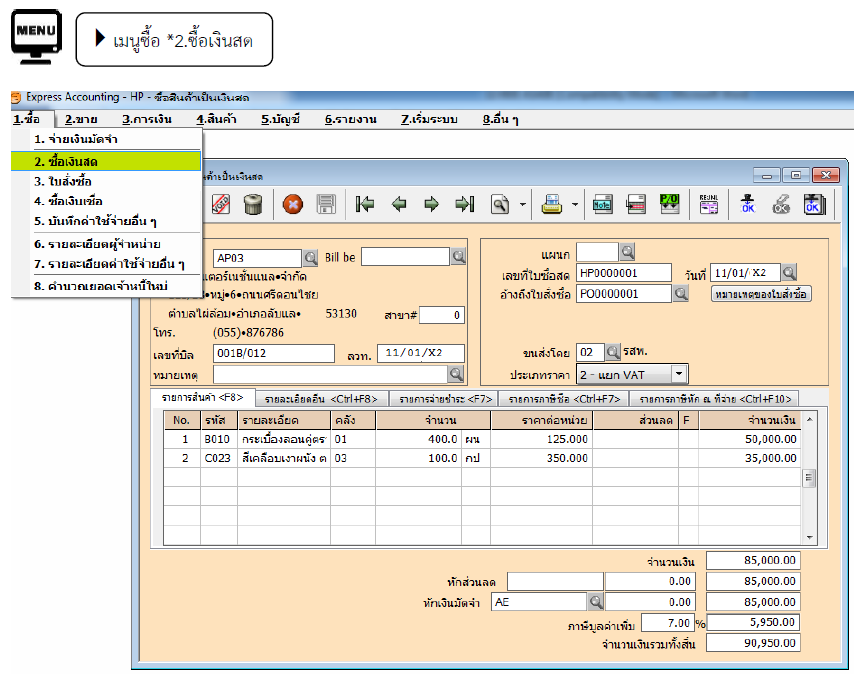 MENU
เมนูซื้อ *2.ซื้อเงินสด
Express Accounting - HP - ซื้อสินค้าเป็นเงินสด
1.ซื้อ 2.ขาย 3.การเงิน 4.สินค้า 5.บัญชี 6.รายงาน 7.เริ่มระบบ 8.อื่น ๆ
1. จ่ายเงินมัดจำ
2. ซื้อเงินสด
3. ใบสั่งซื้อ
4. ซื้อเงินเชื่อ
5. บันทึกค่าใช้จ่ายอื่น ๆ
6. รายละเอียดผู้จำหน่าย
7. รายละเอียดค่าใช้จ่ายอื่น ๆ
8. คำนวณยอดเจ้าหนี้ใหม่
ค้าเป็นเงินสด
OK OK
AP03 Bill be
แผนก
เตอร์เนชั่นแนล•จำกัด
เลขที่ใบซื้อสด HP0000001 วันที่ 11/01/ X2
•หมู่•6•ถนนศรีดอนไชย
อ้างถึงใบสั่งซื้อ PO0000001 หมายเหตุของใบสั่งซื้อ
ตำบลไผ่ล้อม•อำเภอลับแล• 53130 สาขา# 0
โทร. (055)•876786
เลขที่บิล 001B/012 ลวท. 11/01/X2
ขนส่งโดย 02 รสพ.
หมายเหตุ
ประเภทราคา 2 - แยก VAT
รายการสินค้า <F8> รายละเอียดอื่น <Ctrl+F8> รายการจ่ายชำระ <F7> รายการภาษีซื้อ <Ctrl+F7> รายการภาษีหัก ณ ที่จ่าย <Ctrl+F10>
No. รหัส รายละเอียด คลัง จำนวน ราคาต่อหน่วย ส่วนลด F จำนวนเงิน
1 B010 กระเบื้องลอนคู่ตร 01 400.0 ผน 125.000 50,000.00
2 C023 สีเคลือบเงาผนัง ต 03 100.0 กป 350.000 35,000.00
จำนวนเงิน 85,000.00
หักส่วนลด 0.00 85,000.00
หักเงินมัดจำ AE 0.00 85,000.00
ภาษีมูลค่าเพิ่ม 7.00 % 5,950.00
จำนวนเงินรวมทั้งสิ้น 90,950.00